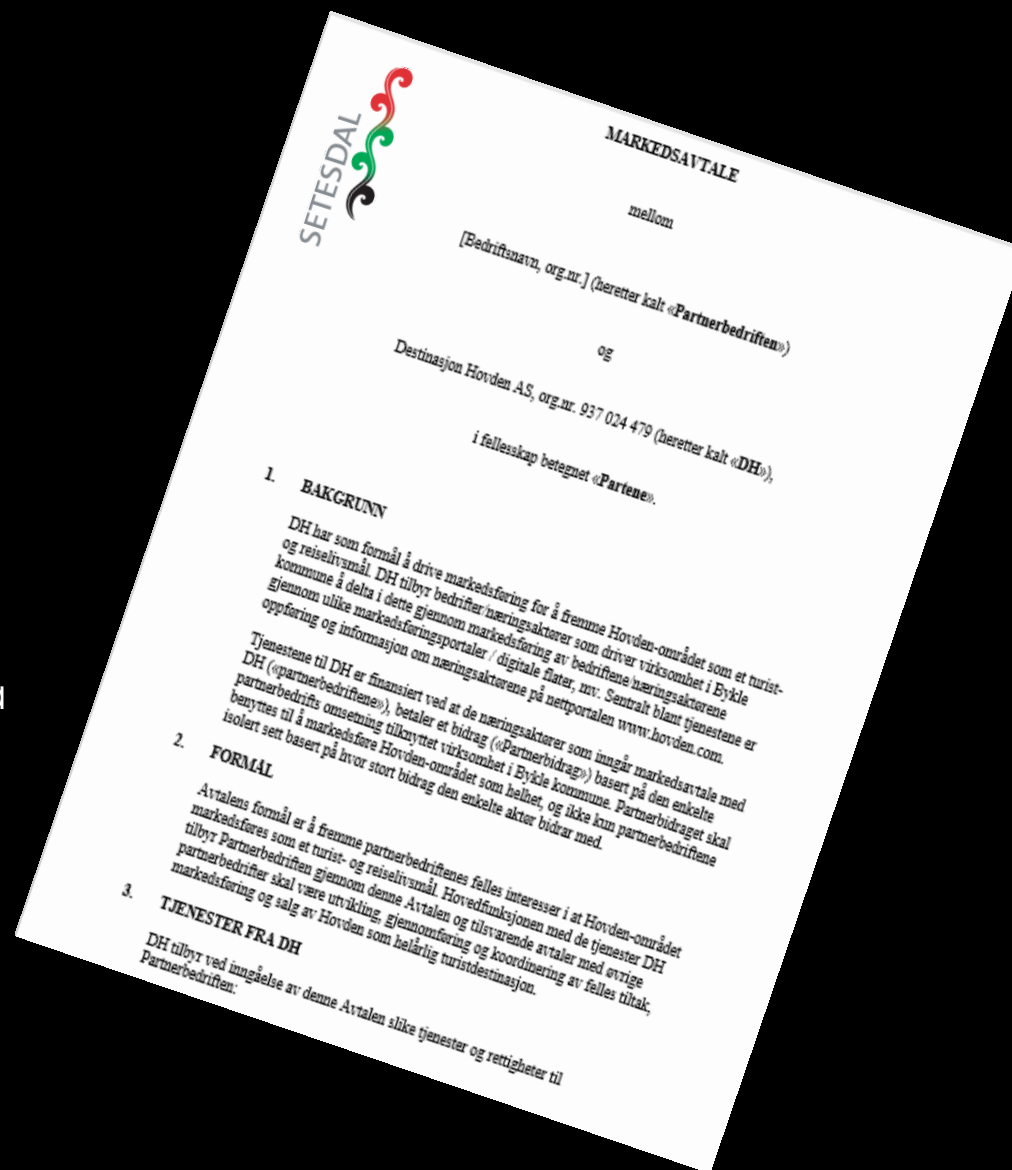 SETESDAL
MARKEDSAVTALE
mellom
[Bedriftsnavn, org.nr.] (heretter kalt «Partnerbedriften»)
og
Destinasjon Hovden AS, org.nr. 937 024 479 (heretter kalt «DH»),
i fellesskap betegnet «Partene».
1. BAKGRUNN
DH har som formål å drive markedsføring for å fremme Hovden-området som et turist-
og reiselivsmål. DH tilbyr bedrifter/næringsaktører som driver virksomhet i Bykle
kommune å delta i dette gjennom markedsføring av bedriftene/næringsaktørene
gjennom ulike markedsføringsportaler / digitale flater, mv. Sentralt blant tjenestene er
oppføring og informasjon om næringsaktørene på nettportalen www.hovden.com.
Tjenestene til DH er finansiert ved at de næringsaktører som inngår markedsavtale med
DH («partnerbedriftene»), betaler et bidrag («Partnerbidrag») basert på den enkelte
partnerbedrifts omsetning tilknyttet virksomhet i Bykle kommune. Partnerbidraget skal
benyttes til å markedsføre Hovden-området som helhet, og ikke kun partnerbedriftene
isolert sett basert på hvor stort bidrag den enkelte aktør bidrar med.
2. FORMÅL
Avtalens formål er å fremme partnerbedriftenes felles interesser i at Hovden-området
markedsføres som et turist- og reiselivsmål. Hovedfunksjonen med de tjenester DH
tilbyr Partnerbedriften gjennom denne Avtalen og tilsvarende avtaler med øvrige
partnerbedrifter skal være utvikling, gjennomføring og koordinering av felles tiltak,
markedsføring og salg av Hovden som helårlig turistdestinasjon.
3. TJENESTER FRA DH
DH tilbyr ved inngåelse av denne Avtalen slike tjenester og rettigheter til
Partnerbedriften: